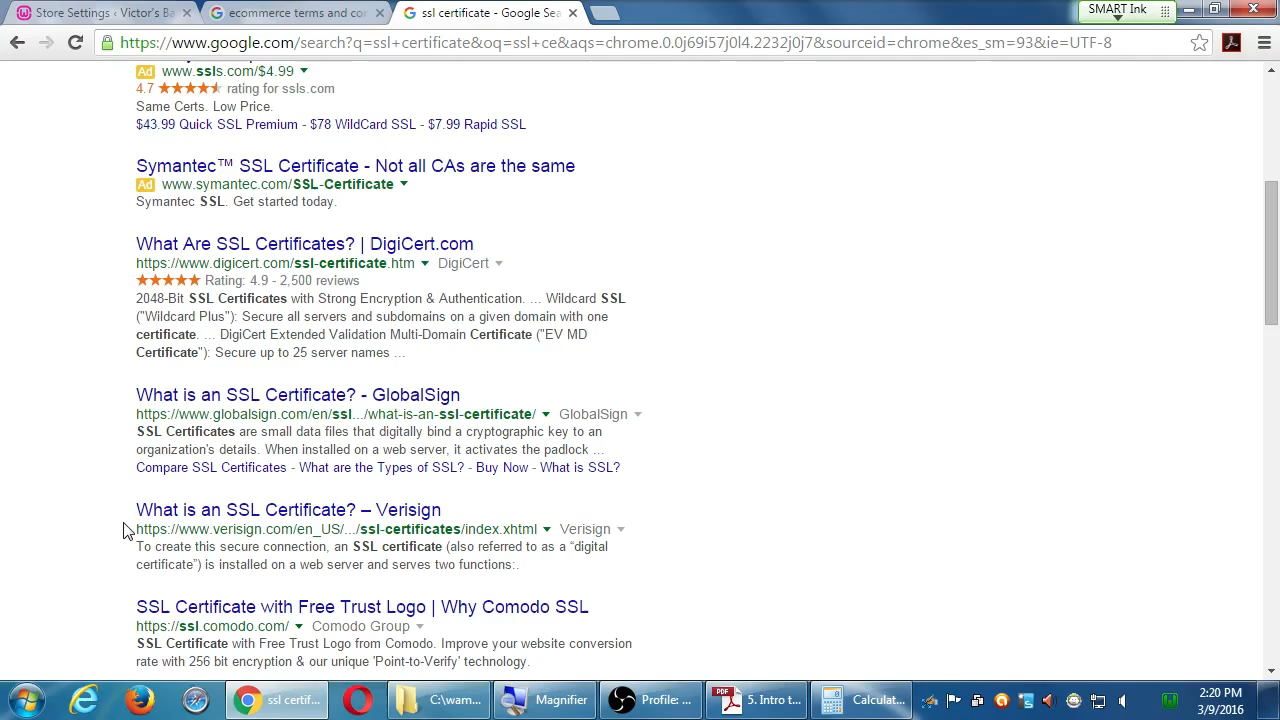 Store Settings ‹ Victor's Ba
ecommerce terms and cor
ssl certificate - Google Sea
SMART Ink
https://www.google.com/search?q=ssl+certificate&oq=ssl+ce&aqs=chrome.0.0j69i57j0l4.2232j0j7&sourceid=chrome&es_sm=93&ie=UTF-8
Ad www.ssls.com/$4.99
4.7 rating for ssls.com
Same Certs. Low Price.
$43.99 Quick SSL Premium - $78 WildCard SSL - $7.99 Rapid SSL
Symantec™ SSL Certificate - Not all CAs are the same
Ad www.symantec.com/SSL-Certificate
Symantec SSL. Get started today.
What Are SSL Certificates? | DigiCert.com
https://www.digicert.com/ssl-certificate.htm DigiCert
Rating: 4.9 - 2,500 reviews
2048-Bit SSL Certificates with Strong Encryption & Authentication. ... Wildcard SSL
("Wildcard Plus"): Secure all servers and subdomains on a given domain with one
certificate. ... DigiCert Extended Validation Multi-Domain Certificate ("EV MD
Certificate"): Secure up to 25 server names ...
What is an SSL Certificate? - GlobalSign
https://www.globalsign.com/en/ssl.../what-is-an-ssl-certificate/ GlobalSign
SSL Certificates are small data files that digitally bind a cryptographic key to an
organization's details. When installed on a web server, it activates the padlock ...
Compare SSL Certificates - What are the Types of SSL? - Buy Now - What is SSL?
What is an SSL Certificate? – Verisign
https://www.verisign.com/en_US/.../ssl-certificates/index.xhtml Verisign
To create this secure connection, an SSL certificate (also referred to as a “digital
certificate”) is installed on a web server and serves two functions:.
SSL Certificate with Free Trust Logo | Why Comodo SSL
https://ssl.comodo.com/ Comodo Group
SSL Certificate with Free Trust Logo from Comodo. Improve your website conversion
rate with 256 bit encryption & our unique 'Point-to-Verify' technology.
ssl certif...
C:\wam...
Magnifier
Profile: ...
PDF
5. Intro t...
Calculat...
2:20 PM
3/9/2016